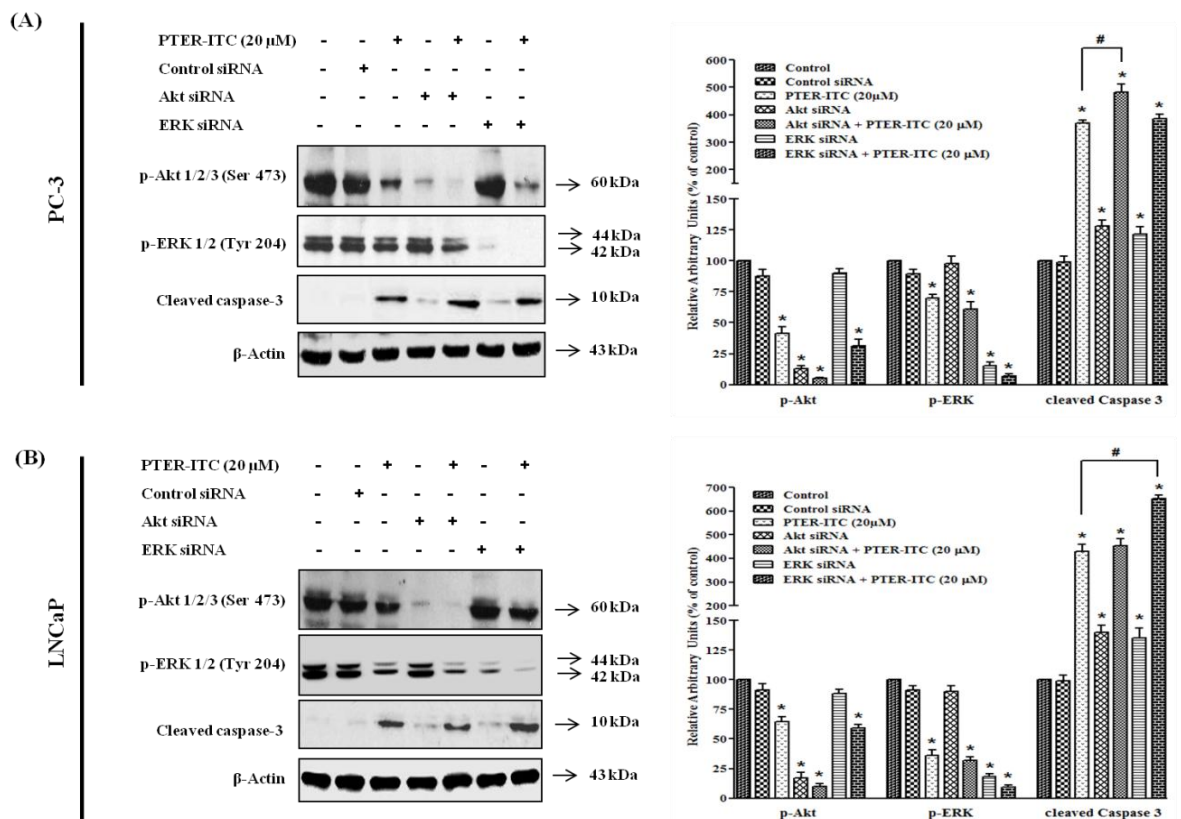 (A)
PC-3
PTER-ITC (20 µM) - - + - + - +
Control siRNA - + - - - - -
Akt siRNA - - - + + - -
ERK siRNA - - - - - + +
p-Akt 1/2/3 (Ser 473)
60 kDa
p-ERK 1/2 (Tyr 204)
44 kDa
42 kDa
Cleaved caspase-3
10 kDa
β-Actin
43 kDa
Relative Arbitrary Units (% of control)
600
500
400
300
200
150
125
100
75
50
25
0
Control
Control siRNA
PTER-ITC (20µM)
Akt siRNA
Akt siRNA + PTER-ITC (20 µM)
ERK siRNA
ERK siRNA + PTER-ITC (20 µM)
#
* * * * * * * * * * * * * * *
p-Akt p-ERK cleaved Caspase 3
(B)
LNCaP
PTER-ITC (20 µM) - - + - + - +
Control siRNA - + - - - - -
Akt siRNA - - - + + - -
ERK siRNA - - - - - + +
p-Akt 1/2/3 (Ser 473)
60 kDa
p-ERK 1/2 (Tyr 204)
44 kDa
42 kDa
Cleaved caspase-3
10 kDa
β-Actin
43 kDa
Relative Arbitrary Units (% of control)
700
600
500
400
300
200
150
125
100
75
50
25
0
Control
Control siRNA
PTER-ITC (20µM)
Akt siRNA
Akt siRNA + PTER-ITC (20 µM)
ERK siRNA
ERK siRNA + PTER-ITC (20 µM)
#
* * * * * * * * * * * * * *
p-Akt p-ERK cleaved Caspase 3